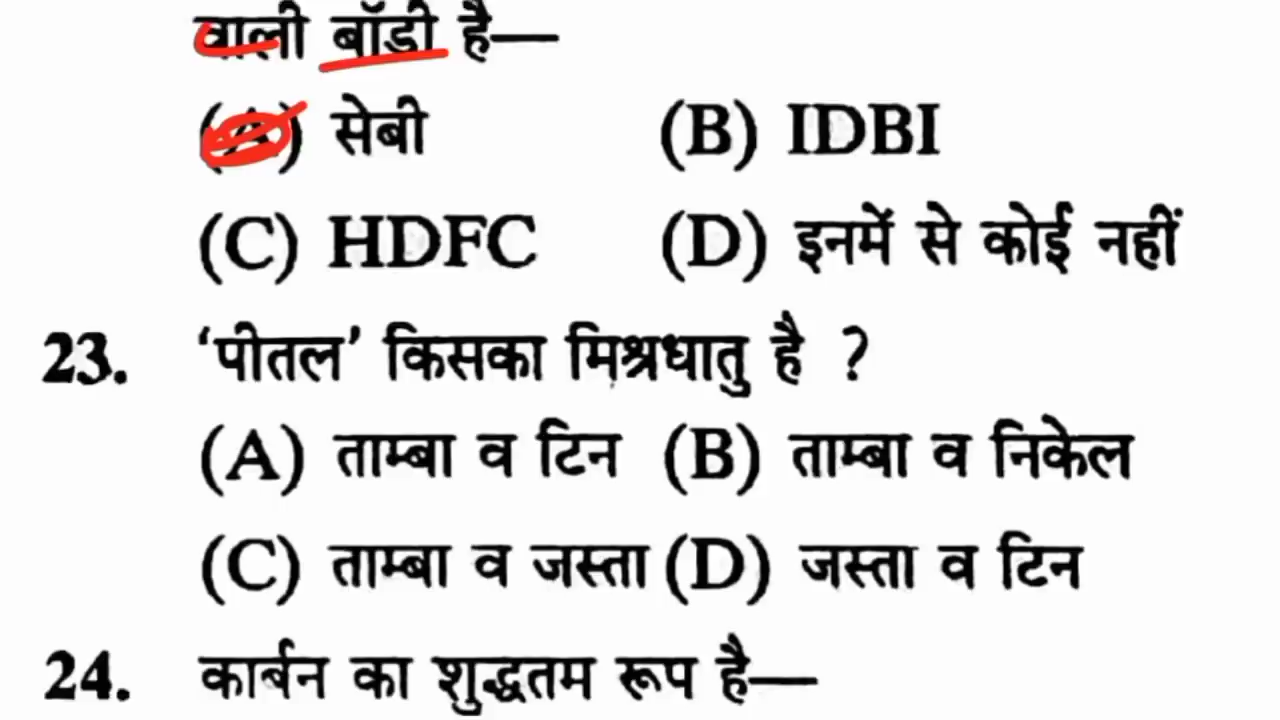 वाली बॉडी है—
(A) सेबी (B) IDBI
(C) HDFC (D) इनमें से कोई नहीं
23. ‘पीतल’ किसका मिश्रधातु है ?
(A) ताम्बा व टिन (B) ताम्बा व निकेल
(C) ताम्बा व जस्ता (D) जस्ता व टिन
24. कार्बन का शुद्धतम रूप है—